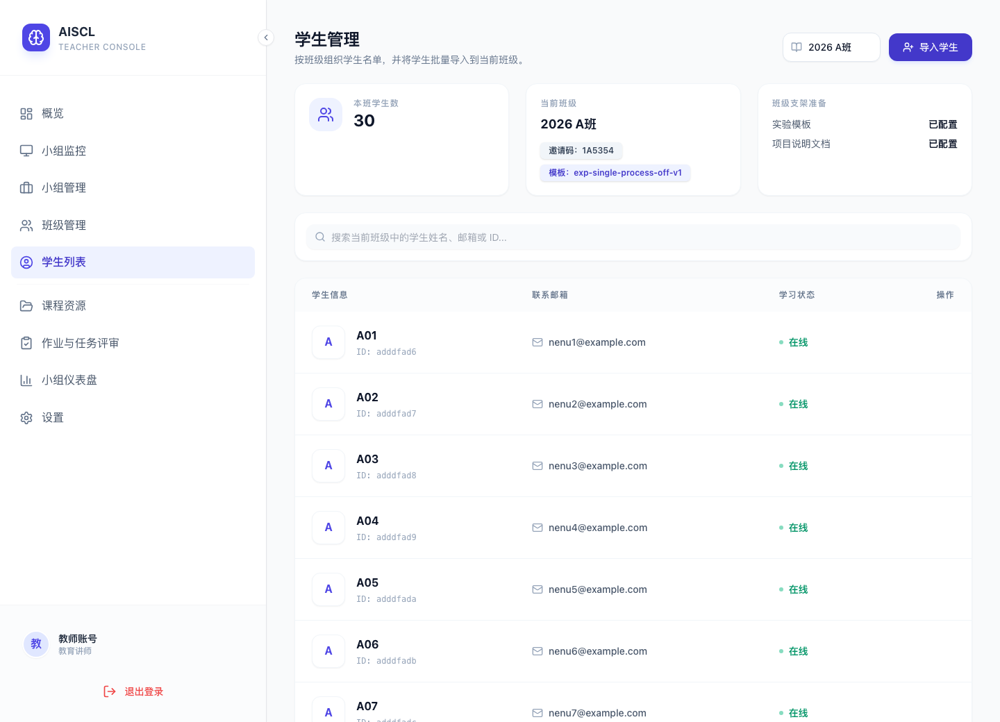 AISCL
TEACHER CONSOLE
概览
小组监控
小组管理
班级管理
学生列表
课程资源
作业与任务评审
小组仪表盘
设置
教
教师账号
教育讲师
退出登录
学生管理
按班级组织学生名单，并将学生批量导入到当前班级。
2026 A班
导入学生
本班学生数
30
当前班级
2026 A班
邀请码：1A5354
模板：exp-single-process-off-v1
班级支架准备
实验模板 已配置
项目说明文档 已配置
搜索当前班级中的学生姓名、邮箱或 ID...
学生信息 联系邮箱 学习状态 操作
A A01 nenu1@example.com 在线
ID: adddfad6
A A02 nenu2@example.com 在线
ID: adddfad7
A A03 nenu3@example.com 在线
ID: adddfad8
A A04 nenu4@example.com 在线
ID: adddfad9
A A05 nenu5@example.com 在线
ID: adddfada
A A06 nenu6@example.com 在线
ID: adddfadb
A A07 nenu7@example.com 在线